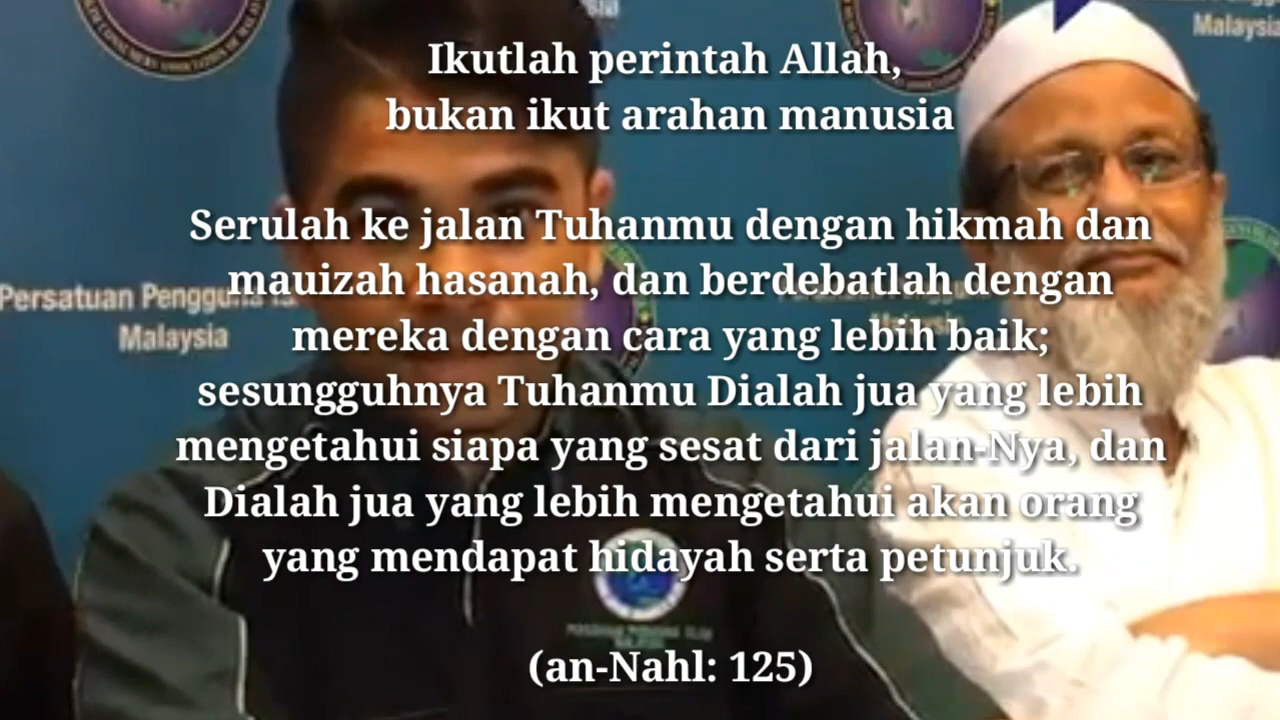 Malaysia
Ikutlah perintah Allah,
bukan ikut arahan manusia
Serulah ke jalan Tuhanmu dengan hikmah dan
mauizah hasanah, dan berdebatlah dengan
mereka dengan cara yang lebih baik;
sesungguhnya Tuhanmu Dialah jua yang lebih
mengetahui siapa yang sesat dari jalan-Nya, dan
Dialah jua yang lebih mengetahui akan orang
yang mendapat hidayah serta petunjuk.
(an-Nahl: 125)
Persatuan Pengguna
Malaysia